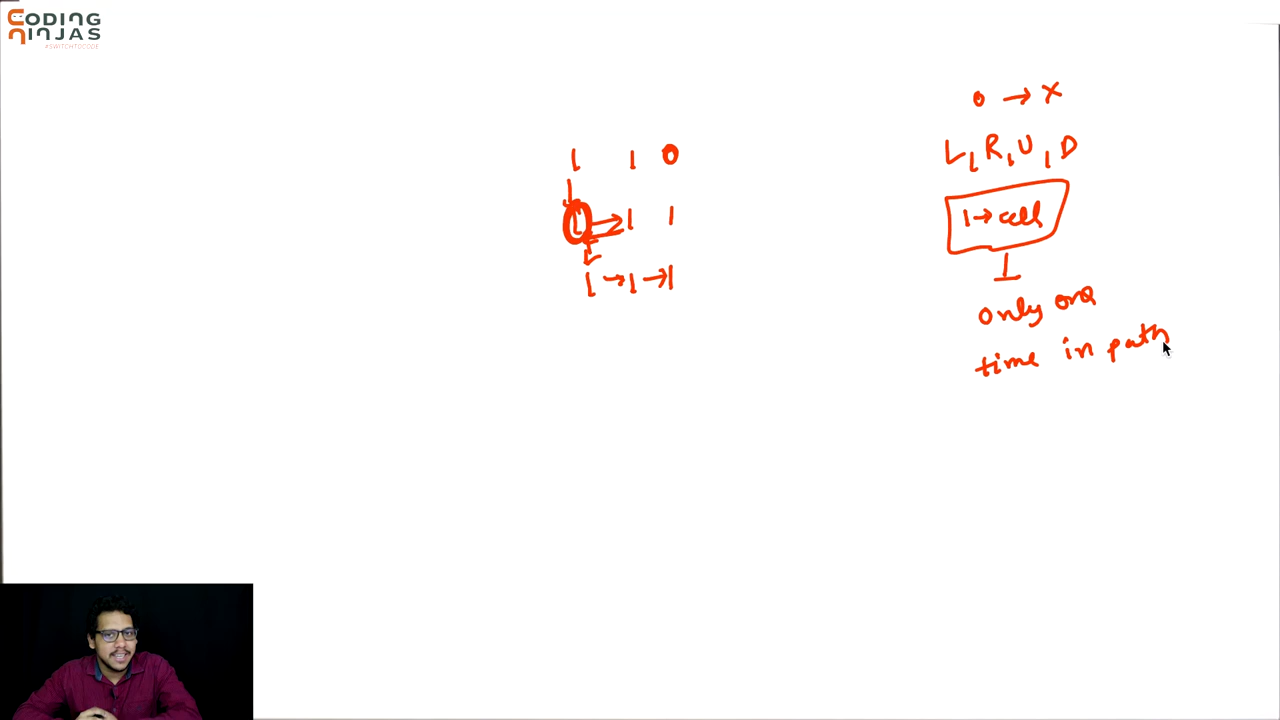 CODING
NINJAS
#SWITCHTOCODE
0 → X
L, R, U, D
1 → cell
only one
time in path
1 1 0
1 1 1
1 → 1 → 1